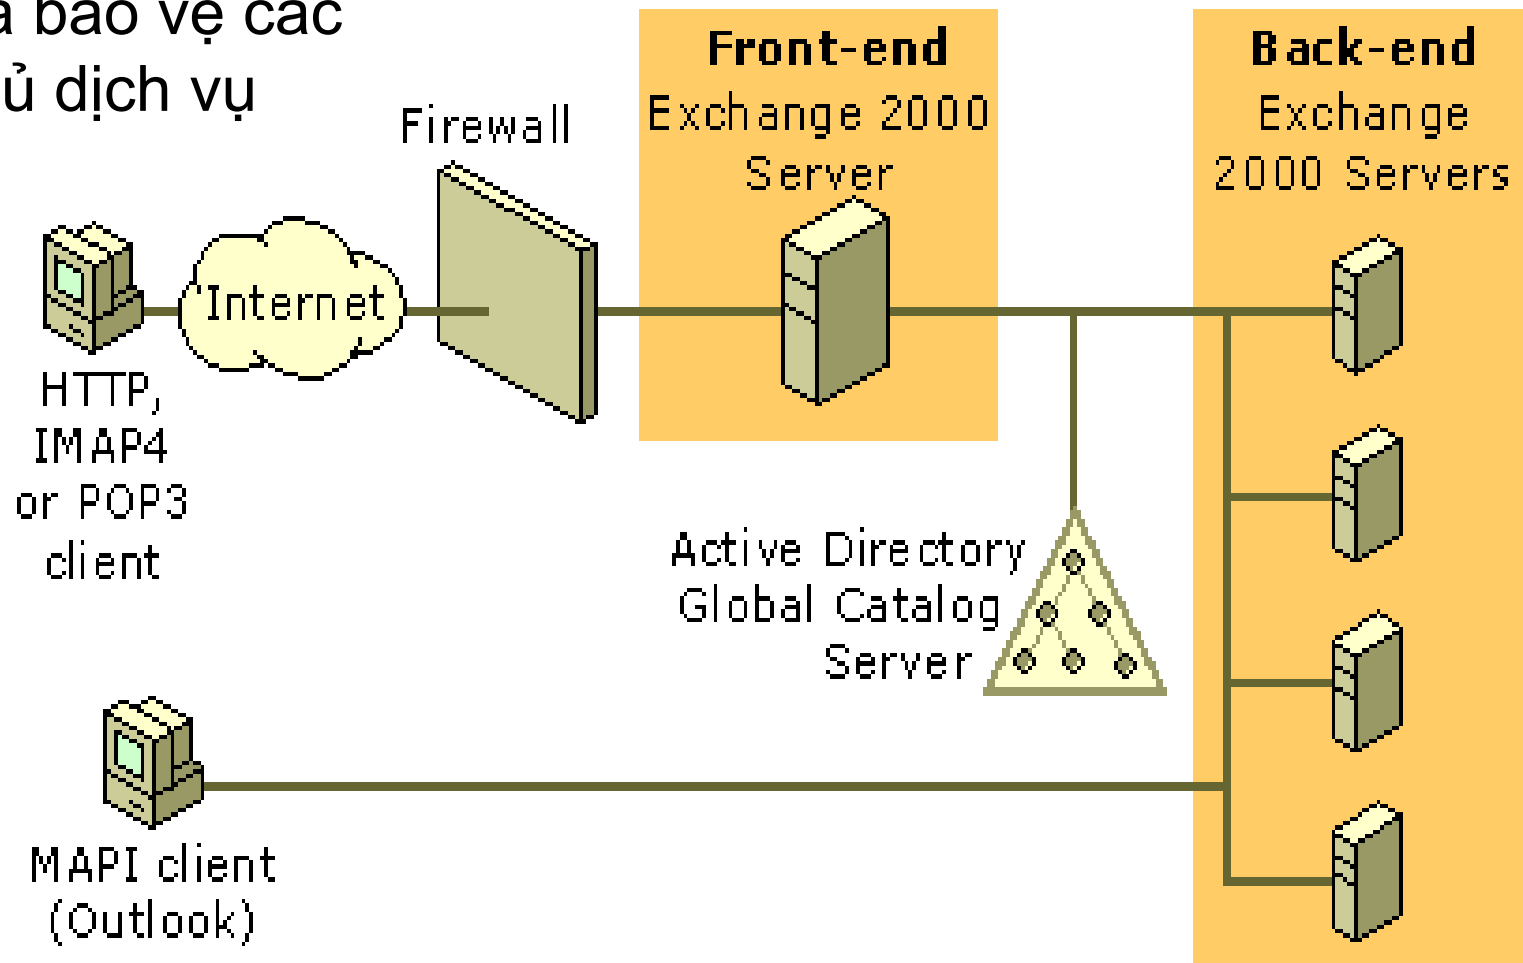 bảo vệ các
dịch vụ
Firewall
Front-end
Exchange 2000
Server
Back-end
Exchange
2000 Servers
Internet
HTTP,
IMAP4
or POP3
client
Active Directory
Global Catalog
Server
MAPI client
(Outlook)